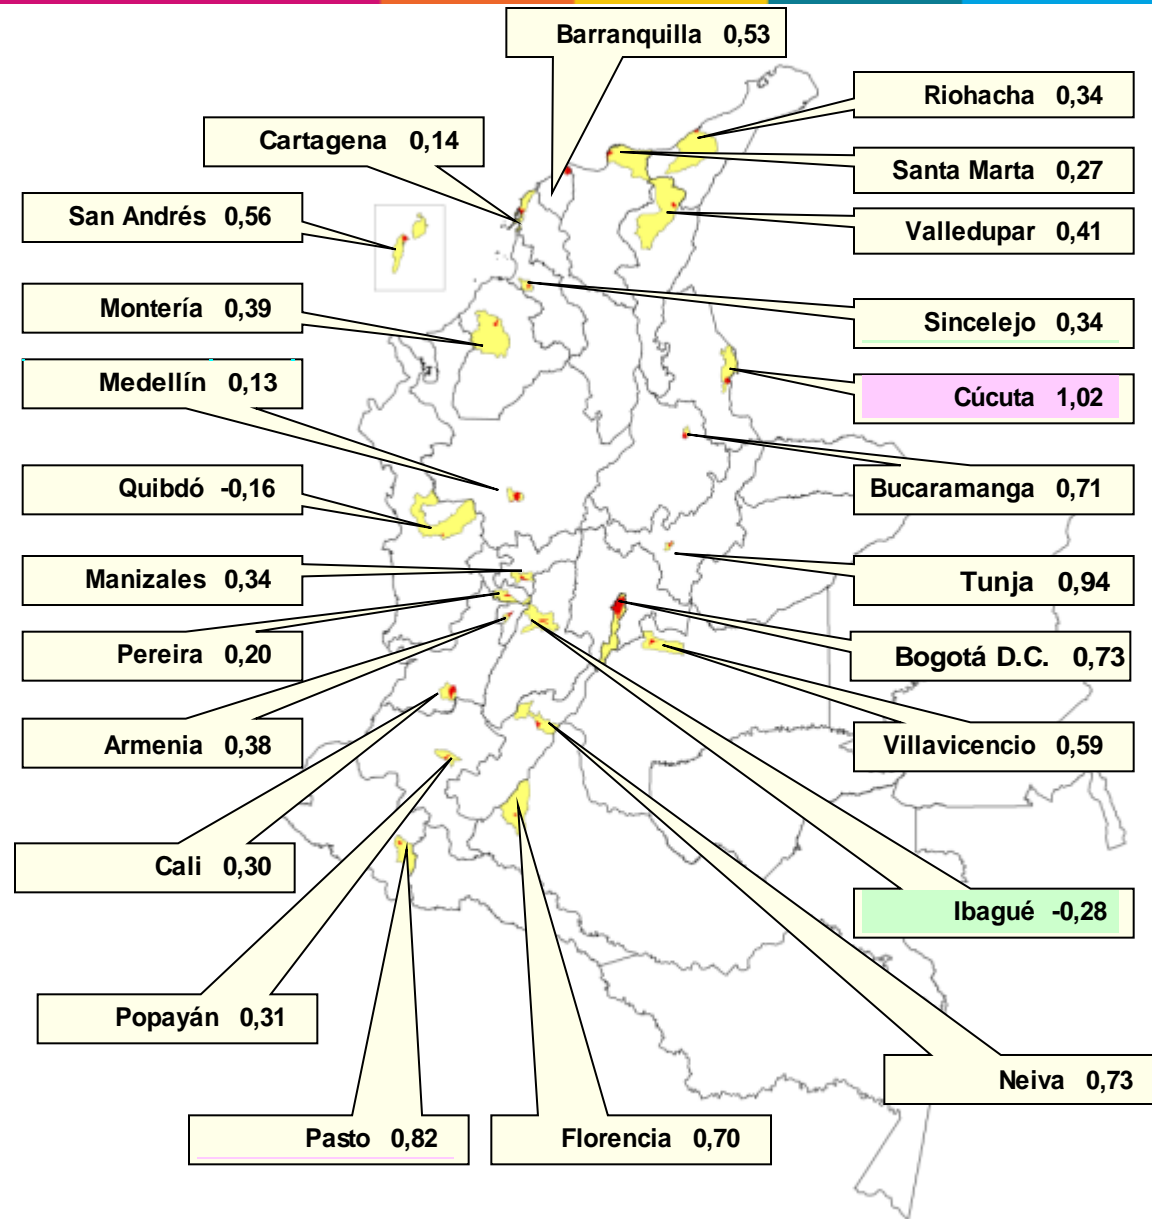 Barranquilla 0,53
Riohacha 0,34
Cartagena 0,14
Santa Marta 0,27
San Andrés 0,56
Valledupar 0,41
Montería 0,39
Sincelejo 0,34
Medellín 0,13
Cúcuta 1,02
Quibdó -0,16
Bucaramanga 0,71
Manizales 0,34
Tunja 0,94
Pereira 0,20
Bogotá D.C. 0,73
Armenia 0,38
Villavicencio 0,59
Cali 0,30
Ibagué -0,28
Popayán 0,31
Neiva 0,73
Pasto 0,82
Florencia 0,70